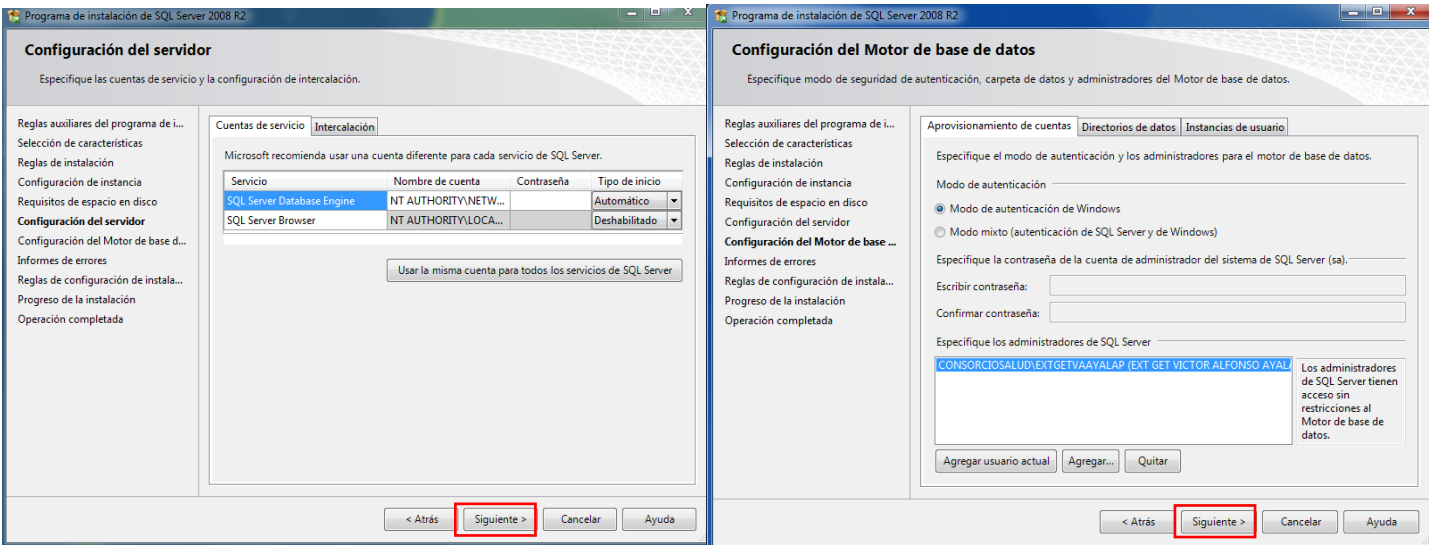 Programa de instalación de SQL Server 2008 R2
Configuración del servidor
Especifique las cuentas de servicio y la configuración de intercalación.
Reglas auxiliares del programa de i...
Selección de características
Reglas de instalación
Configuración de instancia
Requisitos de espacio en disco
Configuración del servidor
Configuración del Motor de base d...
Informes de errores
Reglas de configuración de instala...
Progreso de la instalación
Operación completada
Cuentas de servicio Intercalación
Microsoft recomienda usar una cuenta diferente para cada servicio de SQL Server.
Servicio Nombre de cuenta Contraseña Tipo de inicio
SQL Server Database Engine NT AUTHORITY\NETW... Automático
SQL Server Browser NT AUTHORITY\LOCA... Deshabilitado
Usar la misma cuenta para todos los servicios de SQL Server
< Atrás Siguiente > Cancelar Ayuda
Programa de instalación de SQL Server 2008 R2
Configuración del Motor de base de datos
Especifique modo de seguridad de autenticación, carpeta de datos y administradores del Motor de base de datos.
Reglas auxiliares del programa de i...
Selección de características
Reglas de instalación
Configuración de instancia
Requisitos de espacio en disco
Configuración del servidor
Configuración del Motor de base ...
Informes de errores
Reglas de configuración de instala...
Progreso de la instalación
Operación completada
Aprovisionamiento de cuentas Directorios de datos Instancias de usuario
Especifique el modo de autenticación y los administradores para el motor de base de datos.
Modo de autenticación
Modo de autenticación de Windows
Modo mixto (autenticación de SQL Server y de Windows)
Especifique la contraseña de la cuenta de administrador del sistema de SQL Server (sa).
Escribir contraseña:
Confirmar contraseña:
Especifique los administradores de SQL Server
CONSORCIOSALUD\EXTGETVAAYALAP (EXT GET VICTOR ALFONSO AYAL
Los administradores
de SQL Server tienen
acceso sin
restricciones al
Motor de base de
datos.
Agregar usuario actual Agregar... Quitar
< Atrás Siguiente > Cancelar Ayuda